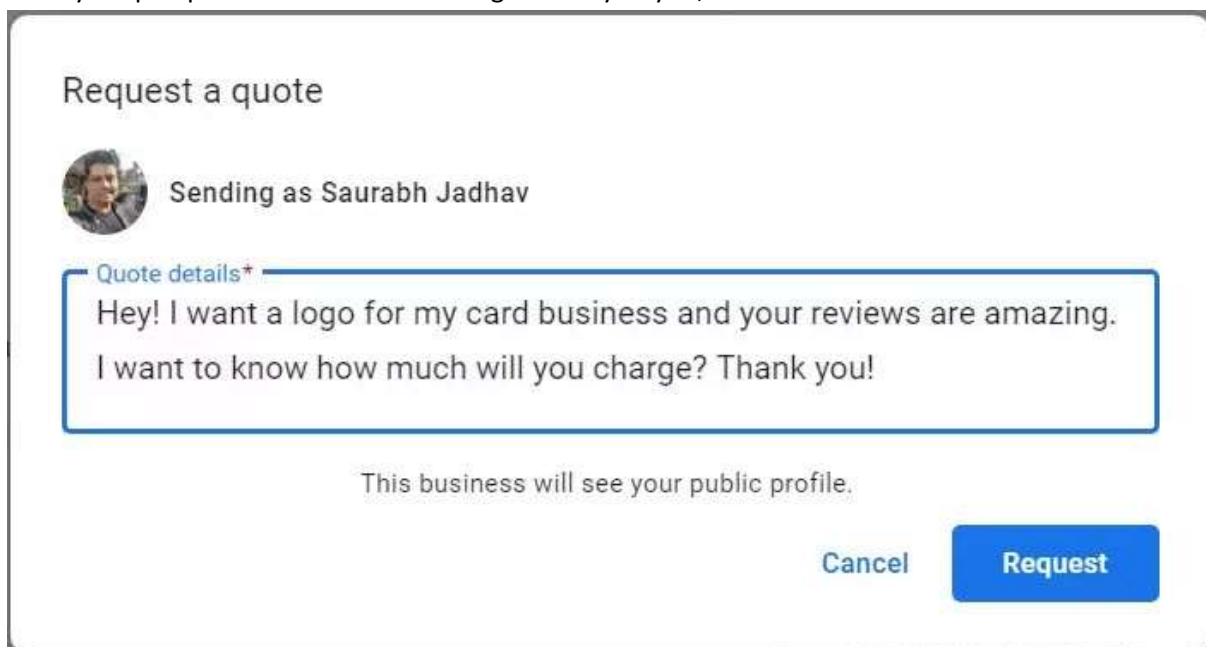 Request a quote
Sending as Saurabh Jadhav
Quote details*
Hey! I want a logo for my card business and your reviews are amazing.
I want to know how much will you charge? Thank you!
This business will see your public profile.
Cancel
Request